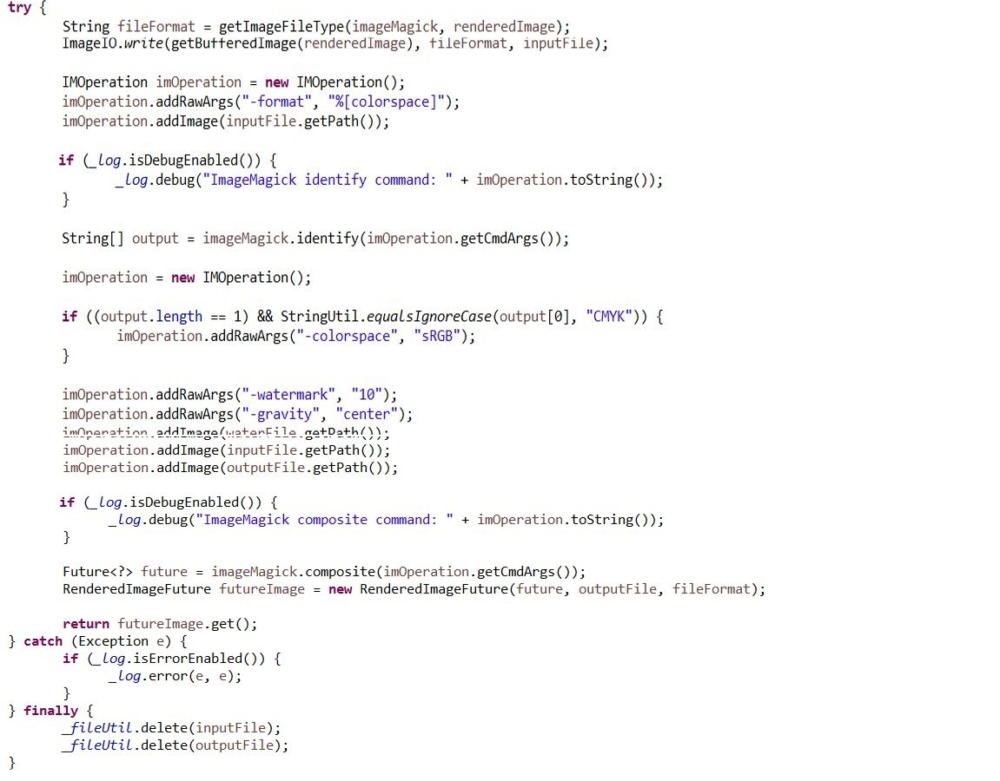 try {
String fileFormat = getImageFileType(imageMagick, renderedImage);
ImageIO.write(getBufferedImage(renderedImage), fileFormat, inputFile);
IMOperation imOperation = new IMOperation();
imOperation.addRawArgs("-format", "%[colorspace]");
imOperation.addImage(inputFile.getPath());
if (_log.isDebugEnabled()) {
_log.debug("ImageMagick identify command: " + imOperation.toString());
}
String[] output = imageMagick.identify(imOperation.getCmdArgs());
imOperation = new IMOperation();
if ((output.length == 1) && StringUtil.equalsIgnoreCase(output[0], "CMYK")) {
imOperation.addRawArgs("-colorspace", "sRGB");
}
imOperation.addRawArgs("-watermark", "10");
imOperation.addRawArgs("-gravity", "center");
imOperation.addImage(waterFile.getPath());
imOperation.addImage(inputFile.getPath());
imOperation.addImage(outputFile.getPath());
if (_log.isDebugEnabled()) {
_log.debug("ImageMagick composite command: " + imOperation.toString());
}
Future<?> future = imageMagick.composite(imOperation.getCmdArgs());
RenderedImageFuture futureImage = new RenderedImageFuture(future, outputFile, fileFormat);
return futureImage.get();
} catch (Exception e) {
if (_log.isErrorEnabled()) {
_log.error(e, e);
}
} finally {
_fileUtil.delete(inputFile);
_fileUtil.delete(outputFile);
}